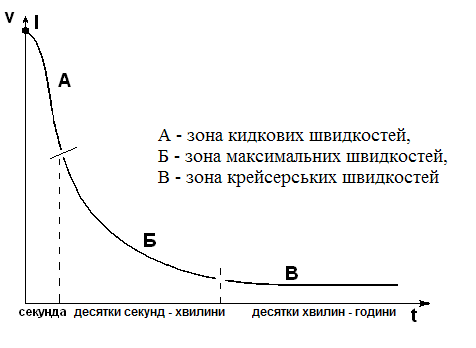 v
I
А
А - зона кидкових швидкостей,
Б - зона максимальних швидкостей,
В - зона крейсерських швидкостей
Б
В
секунда
десятки секунд - хвилини
десятки хвилин - години
t